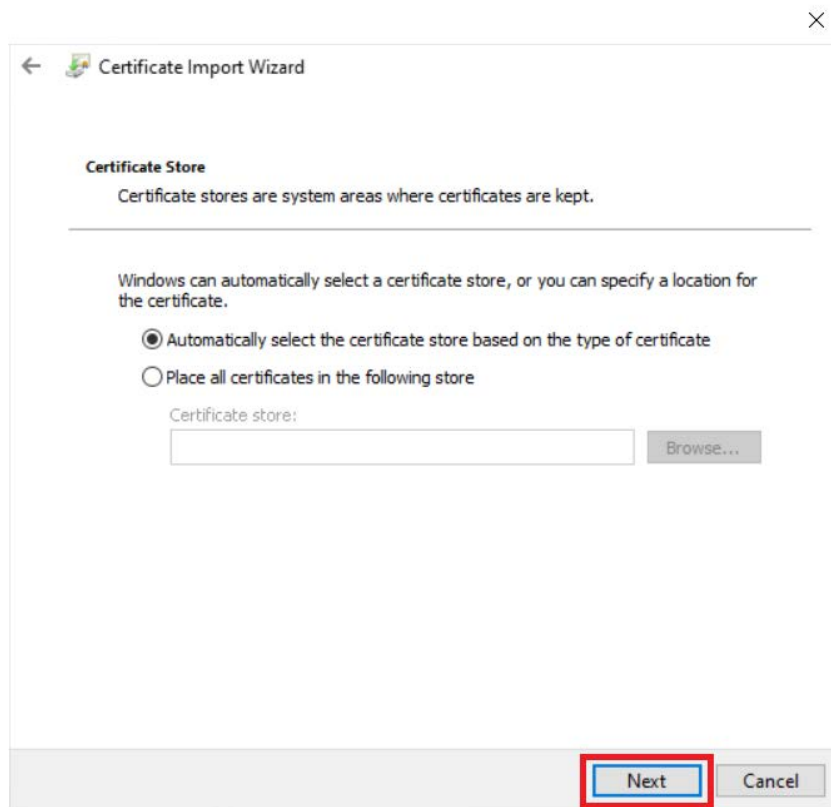 Certificate Import Wizard
Certificate Store
Certificate stores are system areas where certificates are kept.
Windows can automatically select a certificate store, or you can specify a location for
the certificate.
Automatically select the certificate store based on the type of certificate
Place all certificates in the following store
Certificate store:
Browse...
Next
Cancel